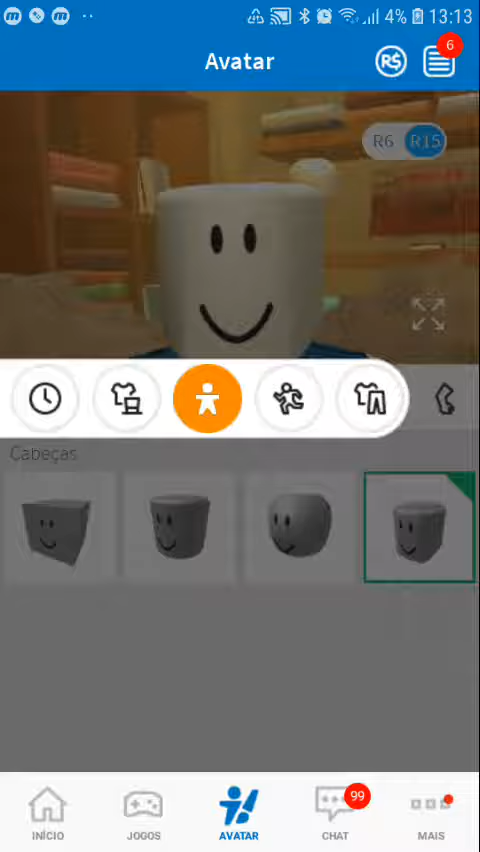 4% 13:13
Avatar
R$
6
R6 R15
Cabeças
99
INÍCIO JOGOS AVATAR CHAT MAIS